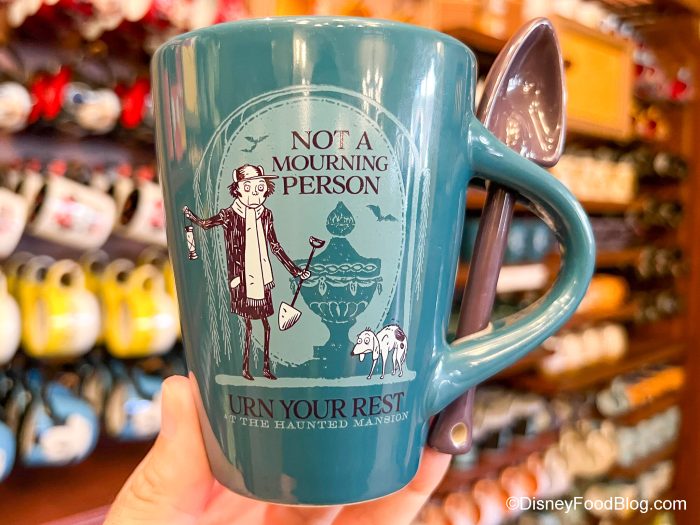 NOT A
MOURNING
PERSON
URN YOUR REST
AT THE HAUNTED MANSION
©DisneyFoodBlog.com